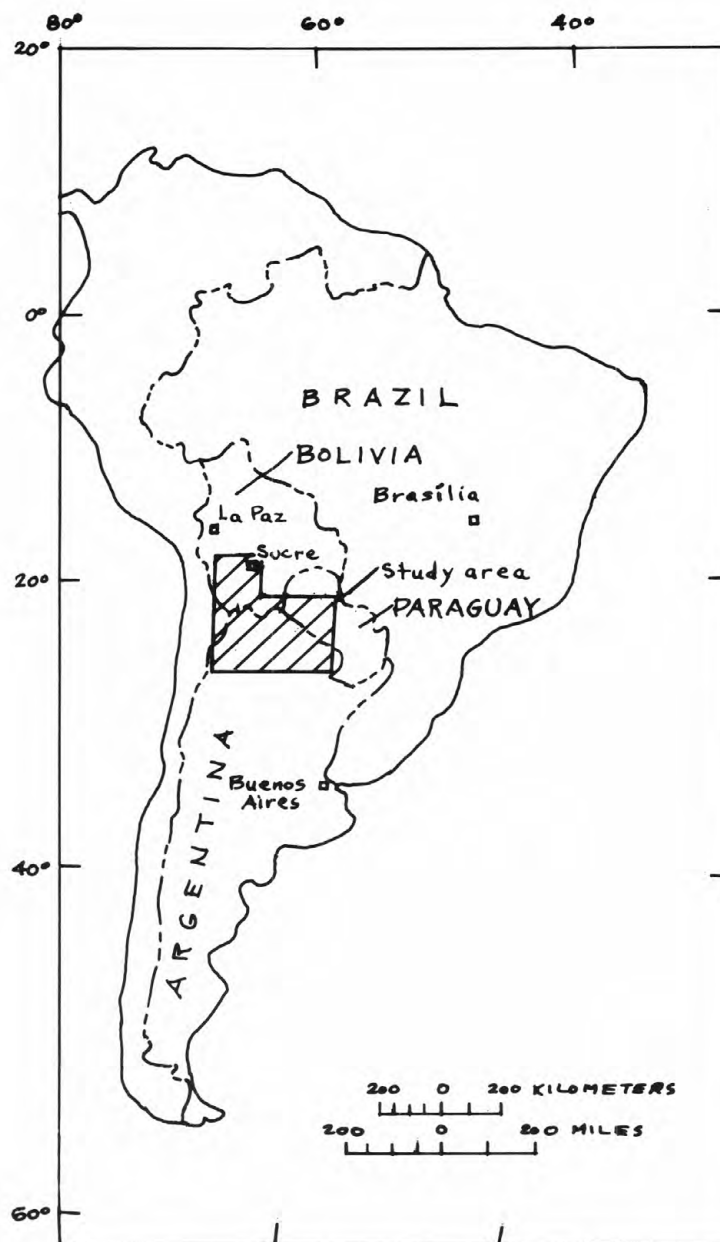 80° 60° 40°
20°
0°
BRAZIL
BOLIVIA
Brasília
La Paz
Sucre
20°
Study area
PARAGUAY
ARGENTINA
Buenos
Aires
40°
200 0 200 KILOMETERS
200 0 200 MILES
60°